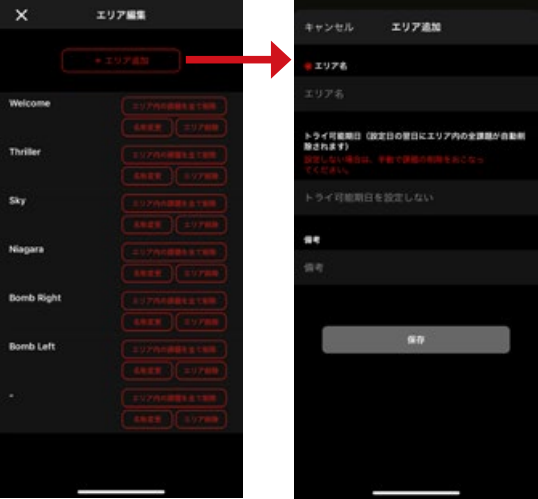 × エリア編集
+ エリア追加
Welcome
エリア内の課題を全て削除
名称変更 エリア削除
Thriller
エリア内の課題を全て削除
名称変更 エリア削除
Sky
エリア内の課題を全て削除
名称変更 エリア削除
Niagara
エリア内の課題を全て削除
名称変更 エリア削除
Bomb Right
エリア内の課題を全て削除
名称変更 エリア削除
Bomb Left
エリア内の課題を全て削除
名称変更 エリア削除
-
エリア内の課題を全て削除
名称変更 エリア削除
キャンセル エリア追加
エリア名
エリア名
トライ可能期日（設定日の翌日にエリア内の全課題が自動削
除されます）
設定しない場合は、手動で課題の削除をおこなっ
てください。
トライ可能期日を設定しない
備考
備考
保存